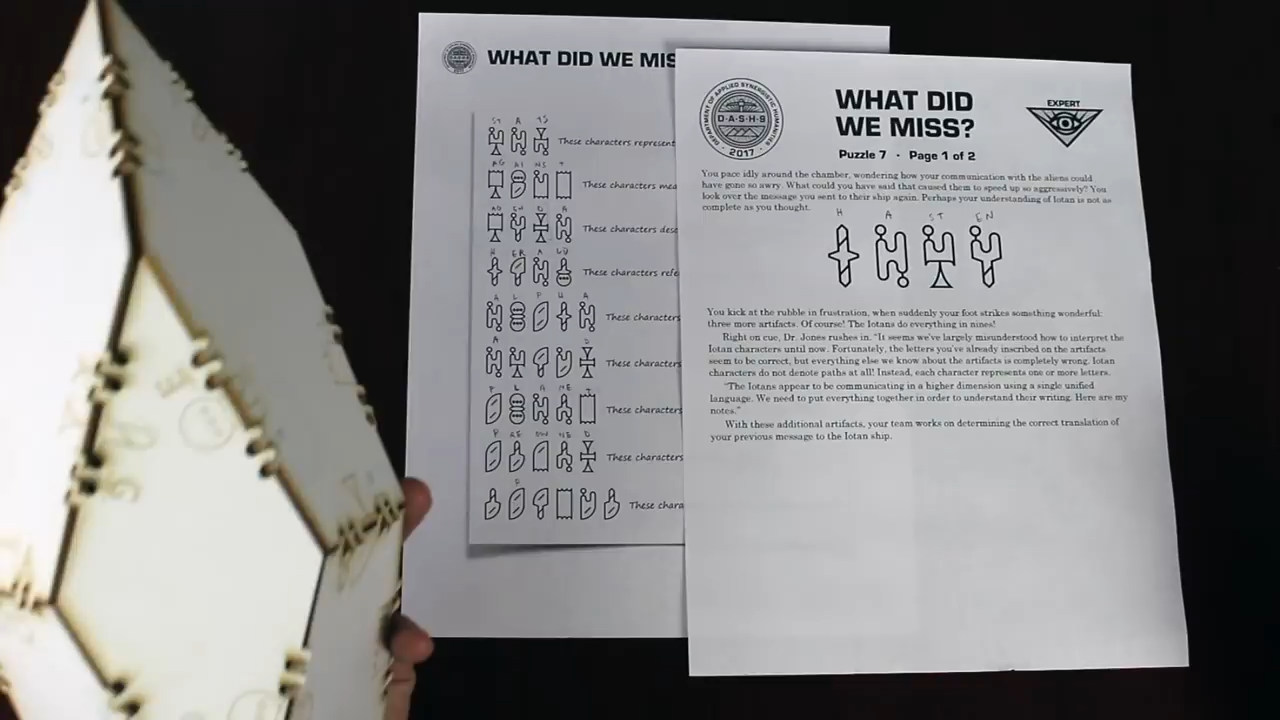 WHAT DID WE MIS
ST A TS
These characters represent
AG AI NS T
These characters mea
AG EN D A
These characters desc
H ER A LD
These characters refe
A L P H A
These characters
A D
These characters
P L A NE T
These characters
P RE OW NE D
These characters
P
These chara
DEPARTMENT OF APPLIED SYNERGISTIC HUMANITIES
D·A·S·H·9
2017
WHAT DID
WE MISS?
EXPERT
Puzzle 7 · Page 1 of 2
You pace idly around the chamber, wondering how your communication with the aliens could
have gone so awry. What could you have said that caused them to speed up so aggressively? You
look over the message you sent to their ship again. Perhaps your understanding of Iotan is not as
complete as you thought.
H A ST EN
You kick at the rubble in frustration, when suddenly your foot strikes something wonderful:
three more artifacts. Of course! The Iotans do everything in nines!
Right on cue, Dr. Jones rushes in. "It seems we've largely misunderstood how to interpret the
Iotan characters until now. Fortunately, the letters you've already inscribed on the artifacts
seem to be correct, but everything else we know about the artifacts is completely wrong. Iotan
characters do not denote paths at all! Instead, each character represents one or more letters.
"The Iotans appear to be communicating in a higher dimension using a single unified
language. We need to put everything together in order to understand their writing. Here are my
notes."
With these additional artifacts, your team works on determining the correct translation of
your previous message to the Iotan ship.